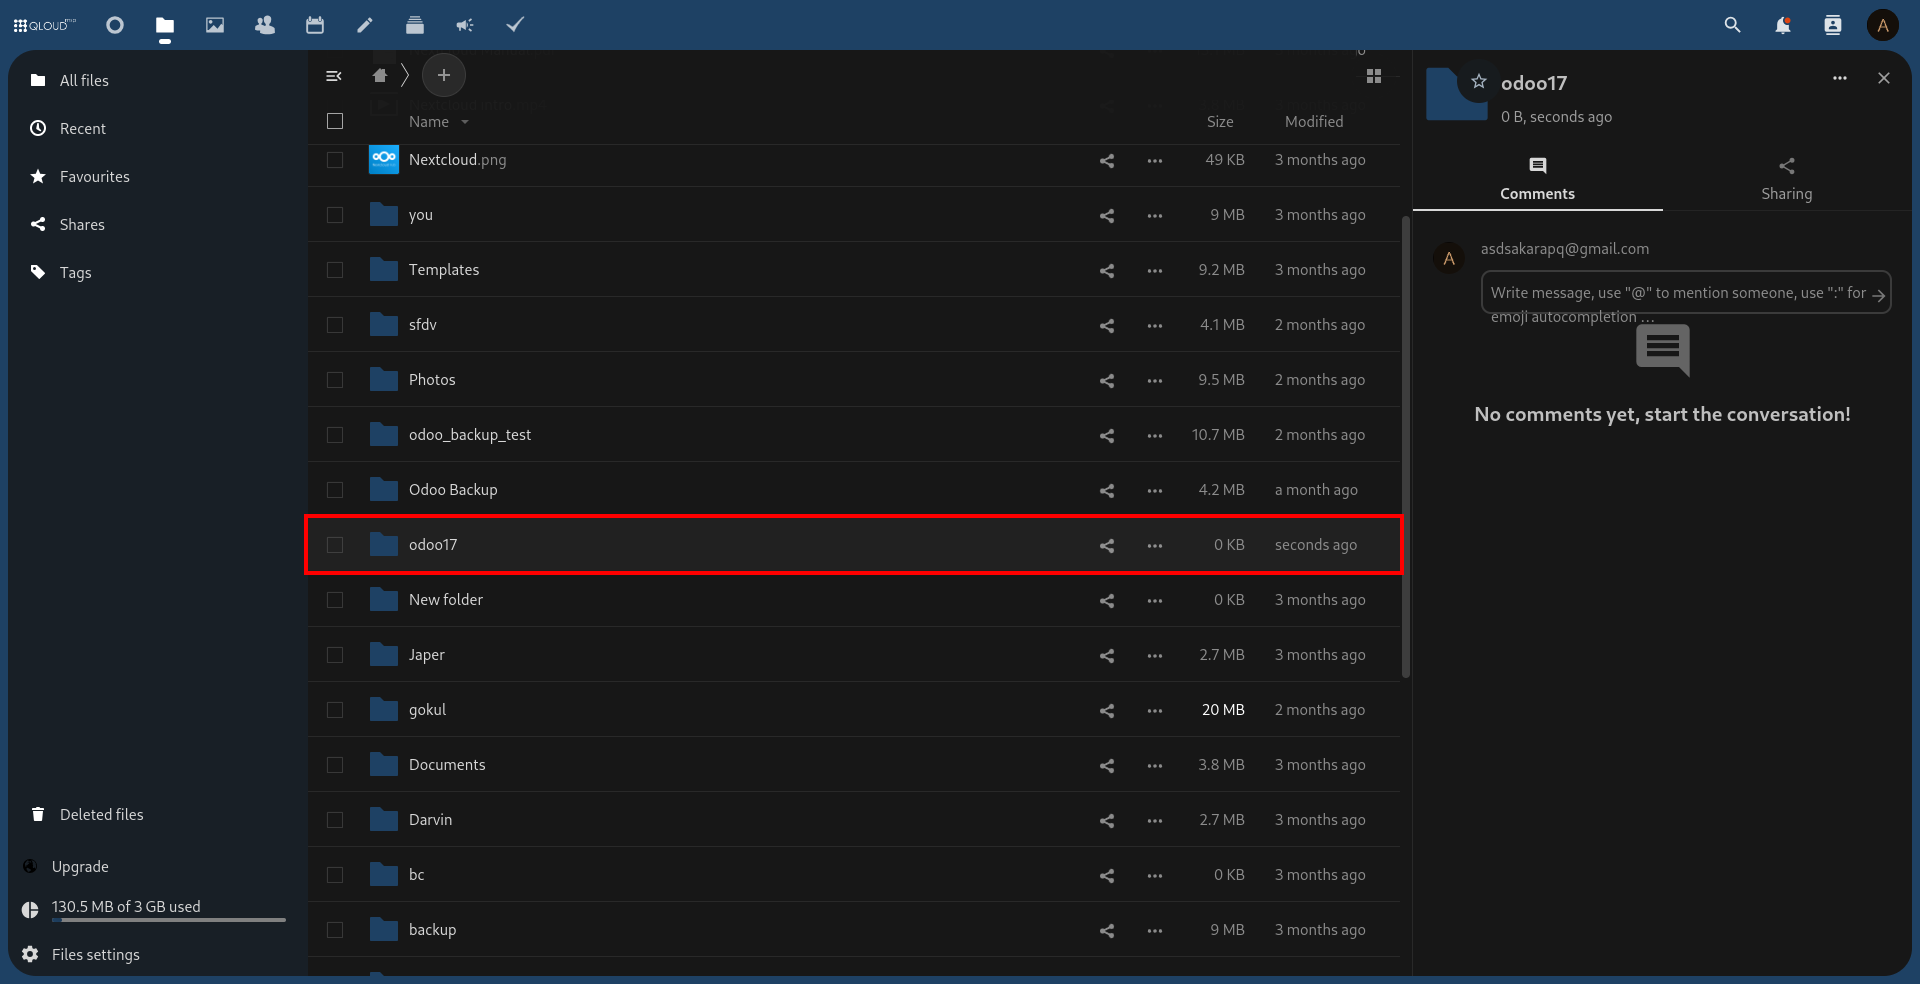 QLOUD
A
All files
Recent
Favourites
Shares
Tags
Deleted files
Upgrade
130.5 MB of 3 GB used
Files settings
Name Size Modified
Nextcloud.png 49 KB 3 months ago
you 9 MB 3 months ago
Templates 9.2 MB 3 months ago
sfdv 4.1 MB 2 months ago
Photos 9.5 MB 2 months ago
odoo_backup_test 10.7 MB 2 months ago
Odoo Backup 4.2 MB a month ago
odoo17 0 KB seconds ago
New folder 0 KB 3 months ago
Japer 2.7 MB 3 months ago
gokul 20 MB 2 months ago
Documents 3.8 MB 3 months ago
Darvin 2.7 MB 3 months ago
bc 0 KB 3 months ago
backup 9 MB 3 months ago
odoo17
0 B, seconds ago
Comments Sharing
A
asdsakarapq@gmail.com
Write message, use "@" to mention someone, use ":" for
emoji autocompletion …
No comments yet, start the conversation!